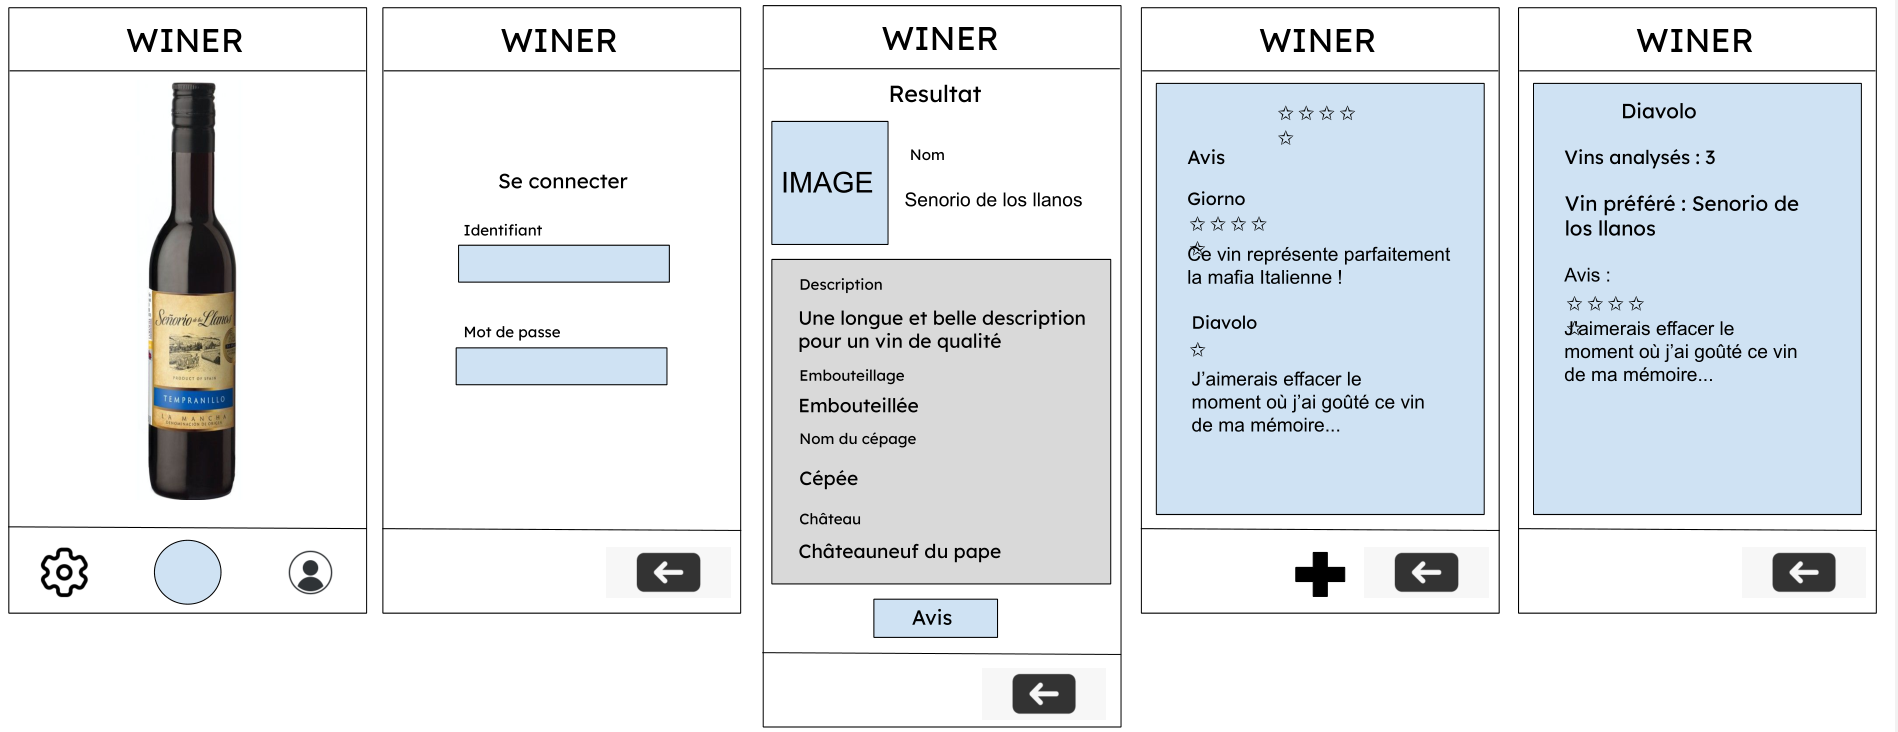 WINER
Señorio de los Llanos
PRODUCT OF SPAIN
TEMPRANILLO
LA MANCHA
DENOMINACIÓN DE ORIGEN
WINER
Se connecter
Identifiant
Mot de passe
WINER
Resultat
IMAGE
Nom
Senorio de los llanos
Description
Une longue et belle description
pour un vin de qualité
Embouteillage
Embouteillée
Nom du cépage
Cépée
Château
Châteauneuf du pape
Avis
WINER
☆☆☆☆
☆
Avis
Giorno
☆☆☆☆
☆
Ce vin représente parfaitement
la mafia Italienne !
Diavolo
☆
J’aimerais effacer le
moment où j’ai goûté ce vin
de ma mémoire...
WINER
Diavolo
Vins analysés : 3
Vin préféré : Senorio de
los llanos
Avis :
☆☆☆☆
☆
J’aimerais effacer le
moment où j’ai goûté ce vin
de ma mémoire...